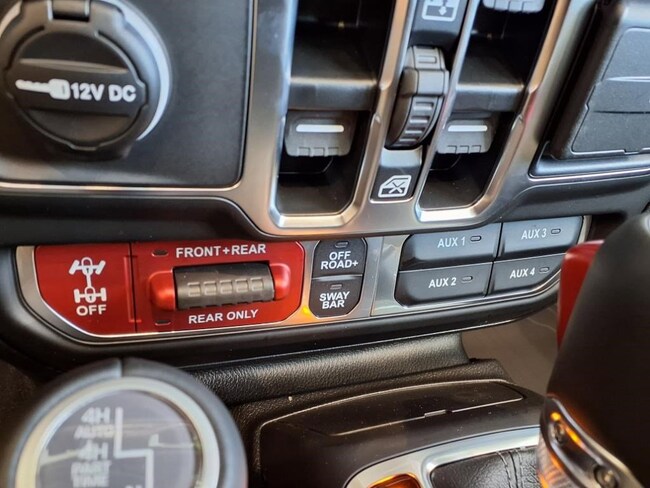 12V DC
FRONT+REAR
OFF
REAR ONLY
OFF
ROAD+
SWAY
BAR
AUX 1
AUX 2
AUX 3
AUX 4
4H
AUTO
4H
PART
TIME